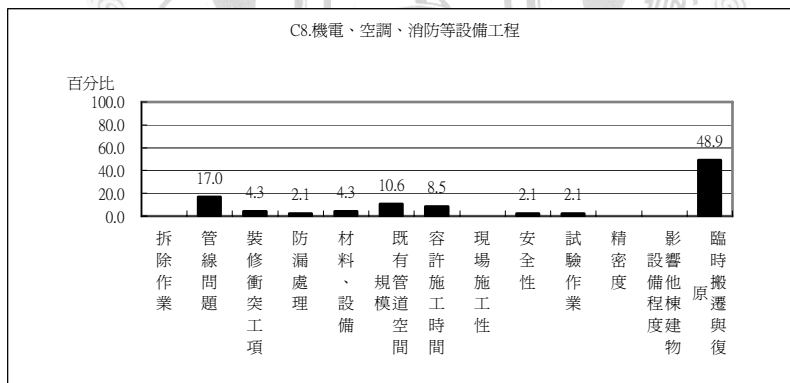 C8.機電、空調、消防等設備工程
百分比
100.0
80.0
60.0
40.0
20.0
0.0
17.0
4.3
2.1
4.3
10.6
8.5
2.1
2.1
48.9
拆除作業
管線問題
裝修衝突工項
防漏處理
材料、設備
既有管道空間
規模
容許施工時間
現場施工性
安全性
試驗作業
精密度
影響他棟建物
設備程度
臨時搬遷與復
原